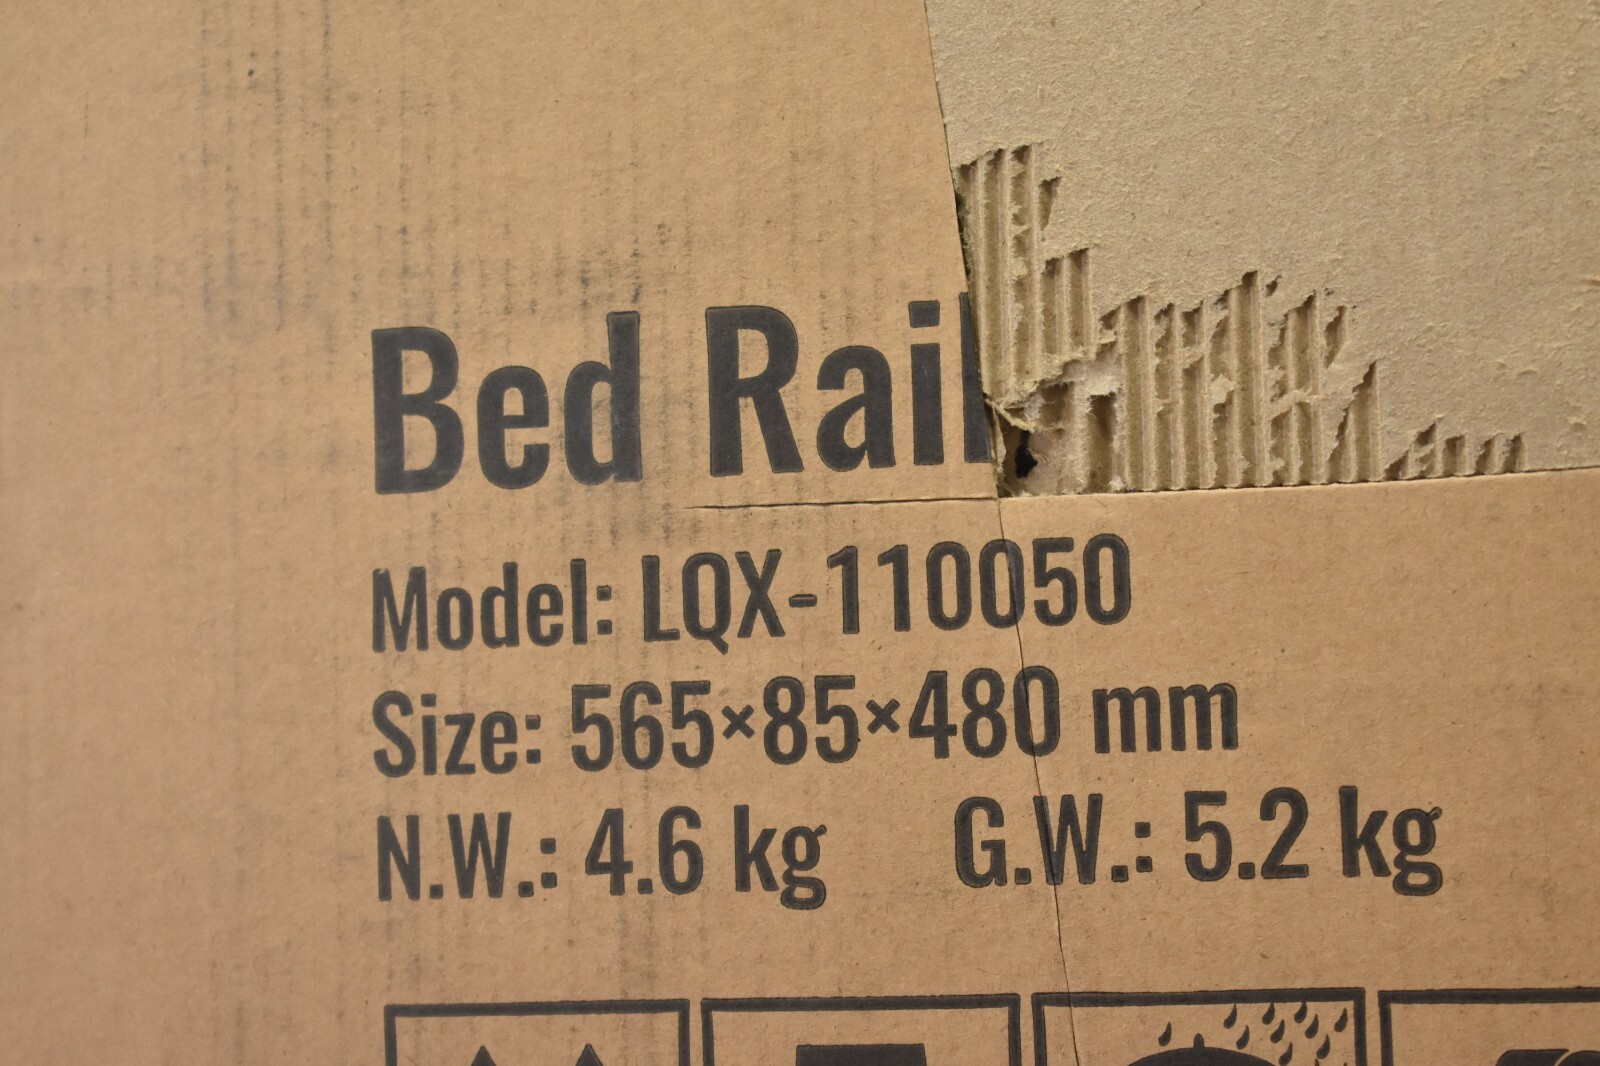 Bed Rail
Model: LQX-110050
Size: 565×85×480 mm
N.W.: 4.6 kg G.W.: 5.2 kg